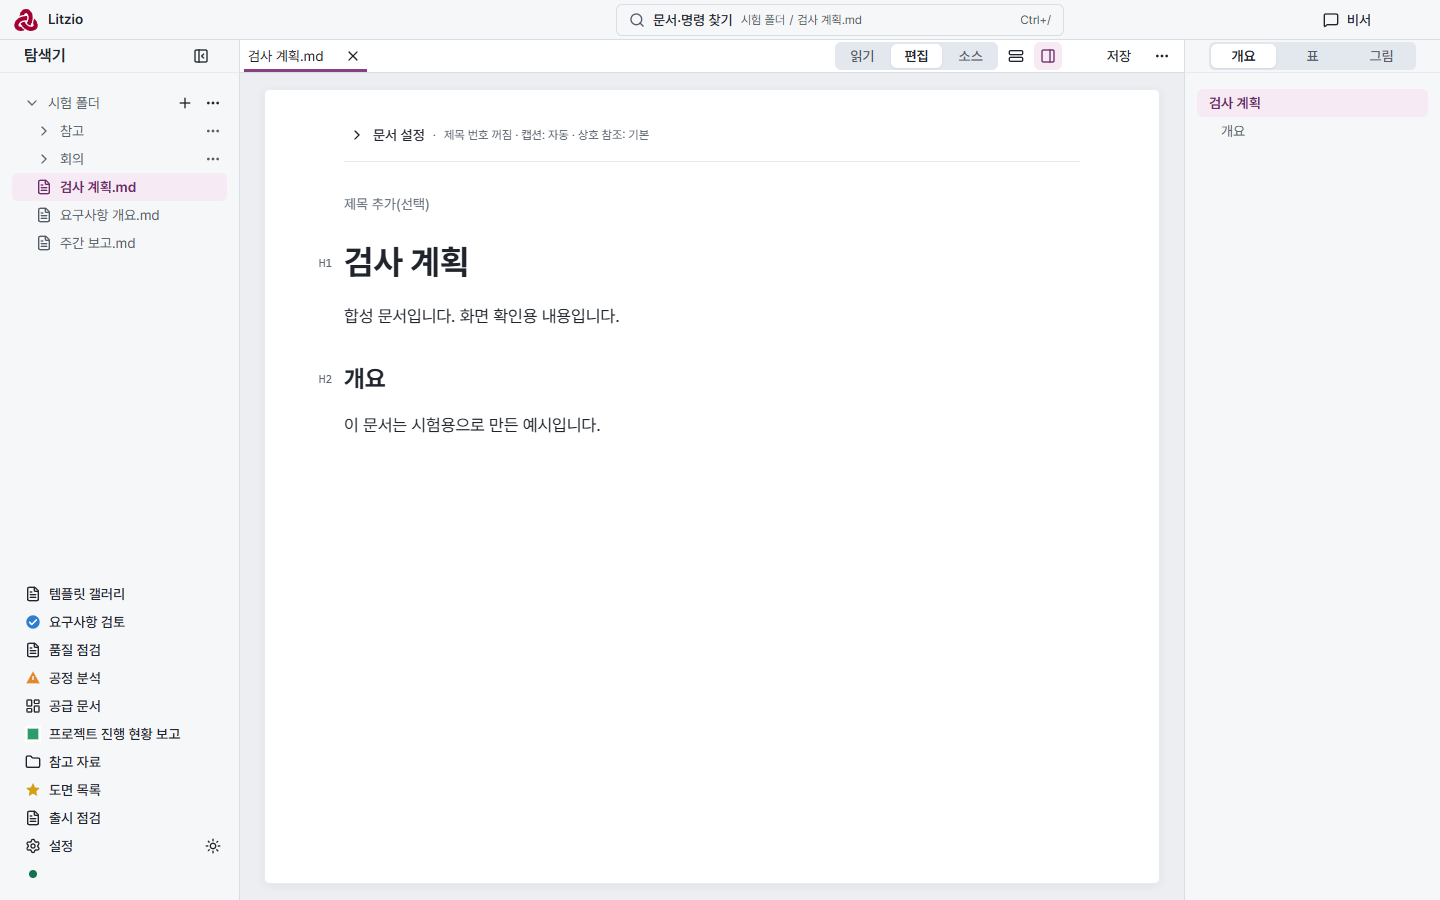 Litzio
문서·명령 찾기 시험 폴더 / 검사 계획.md Ctrl+/
비서
탐색기
검사 계획.md
읽기 편집 소스
저장
개요 표 그림
시험 폴더
참고
회의
검사 계획.md
요구사항 개요.md
주간 보고.md
템플릿 갤러리
요구사항 검토
품질 점검
공정 분석
공급 문서
프로젝트 진행 현황 보고
참고 자료
도면 목록
출시 점검
설정
문서 설정 · 제목 번호 꺼짐 · 캡션: 자동 · 상호 참조: 기본
제목 추가(선택)
H1 검사 계획
합성 문서입니다. 화면 확인용 내용입니다.
H2 개요
이 문서는 시험용으로 만든 예시입니다.
검사 계획
개요